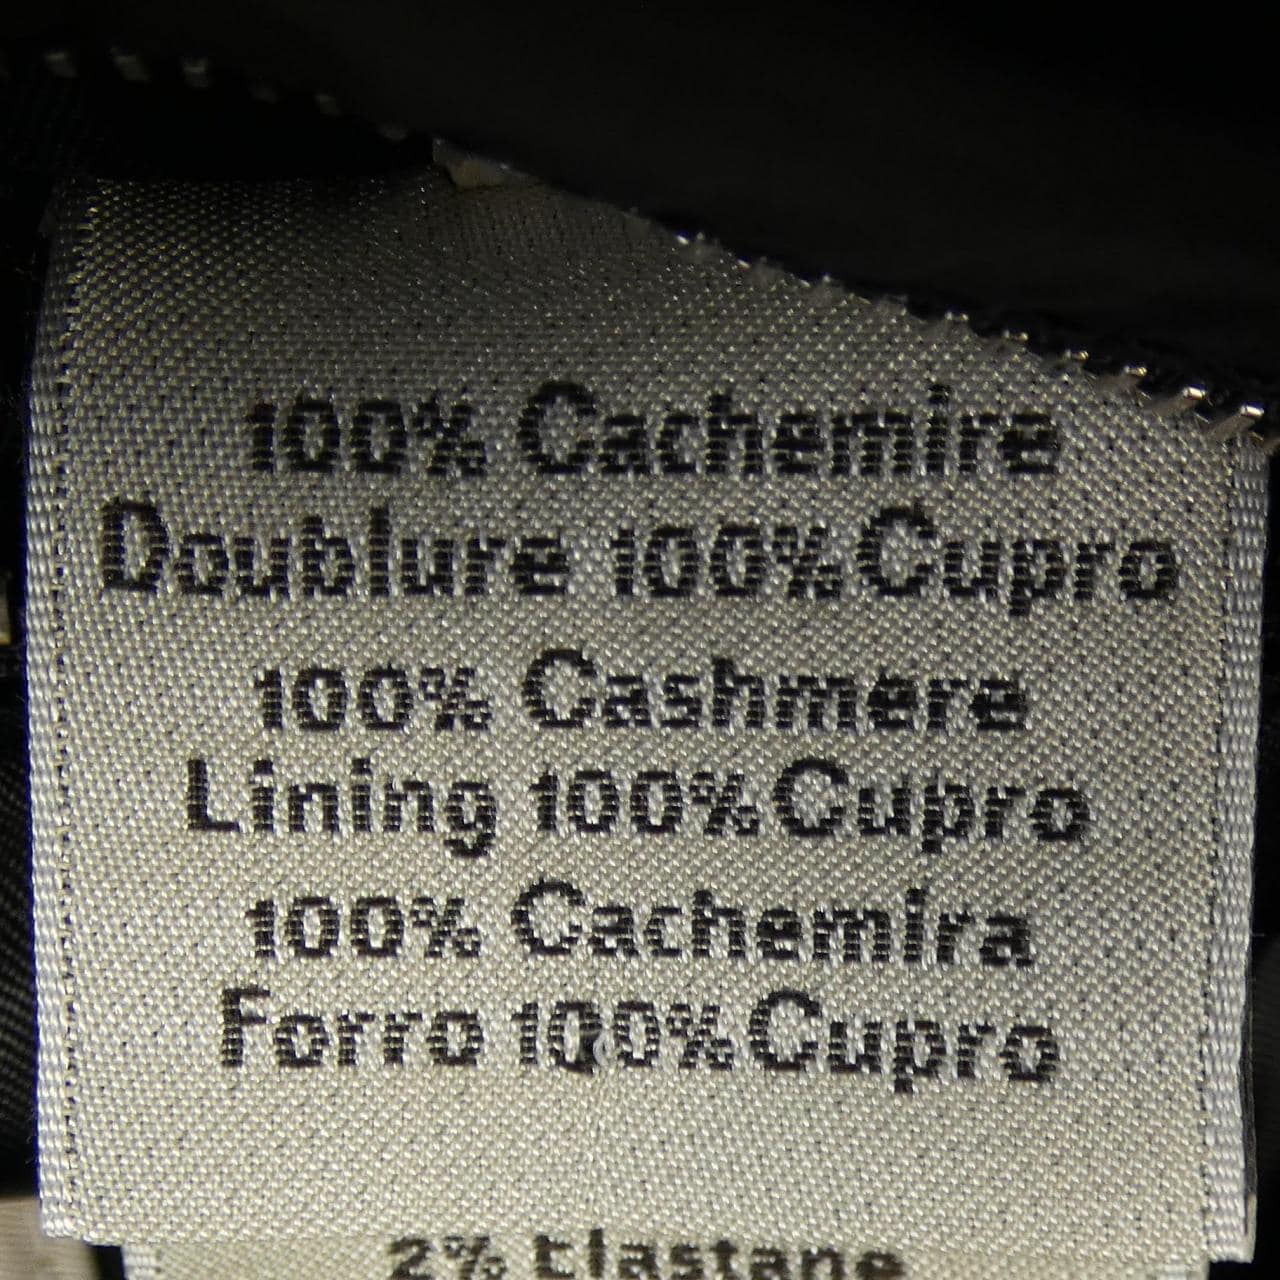 100% Cachemire
Doublure 100% Cupro
100% Cashmere
Lining 100% Cupro
100% Cachemira
Forro 100% Cupro
2% Elastane